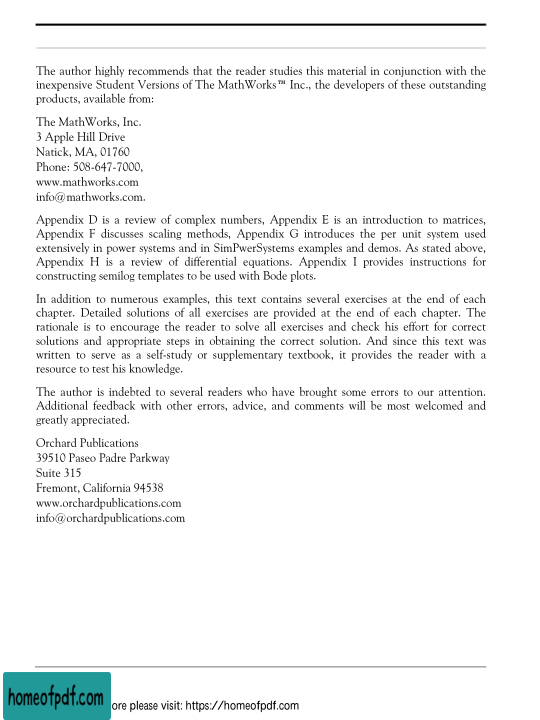 The author highly recommends that the reader studies this material in conjunction with the
inexpensive Student Versions of The MathWorks™ Inc., the developers of these outstanding
products, available from:
The MathWorks, Inc.
3 Apple Hill Drive
Natick, MA, 01760
Phone: 508-647-7000,
www.mathworks.com
info@mathworks.com.
Appendix D is a review of complex numbers, Appendix E is an introduction to matrices,
Appendix F discusses scaling methods, Appendix G introduces the per unit system used
extensively in power systems and in SimPwerSystems examples and demos. As stated above,
Appendix H is a review of differential equations. Appendix I provides instructions for
constructing semilog templates to be used with Bode plots.
In addition to numerous examples, this text contains several exercises at the end of each
chapter. Detailed solutions of all exercises are provided at the end of each chapter. The
rationale is to encourage the reader to solve all exercises and check his effort for correct
solutions and appropriate steps in obtaining the correct solution. And since this text was
written to serve as a self-study or supplementary textbook, it provides the reader with a
resource to test his knowledge.
The author is indebted to several readers who have brought some errors to our attention.
Additional feedback with other errors, advice, and comments will be most welcomed and
greatly appreciated.
Orchard Publications
39510 Paseo Padre Parkway
Suite 315
Fremont, California 94538
www.orchardpublications.com
info@orchardpublications.com
homeofpdf.com
ore please visit: https://homeofpdf.com